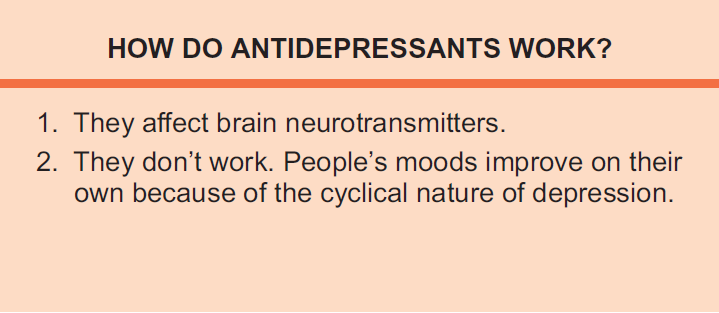 HOW DO ANTIDEPRESSANTS WORK?
1. They affect brain neurotransmitters.
2. They don’t work. People’s moods improve on their
own because of the cyclical nature of depression.